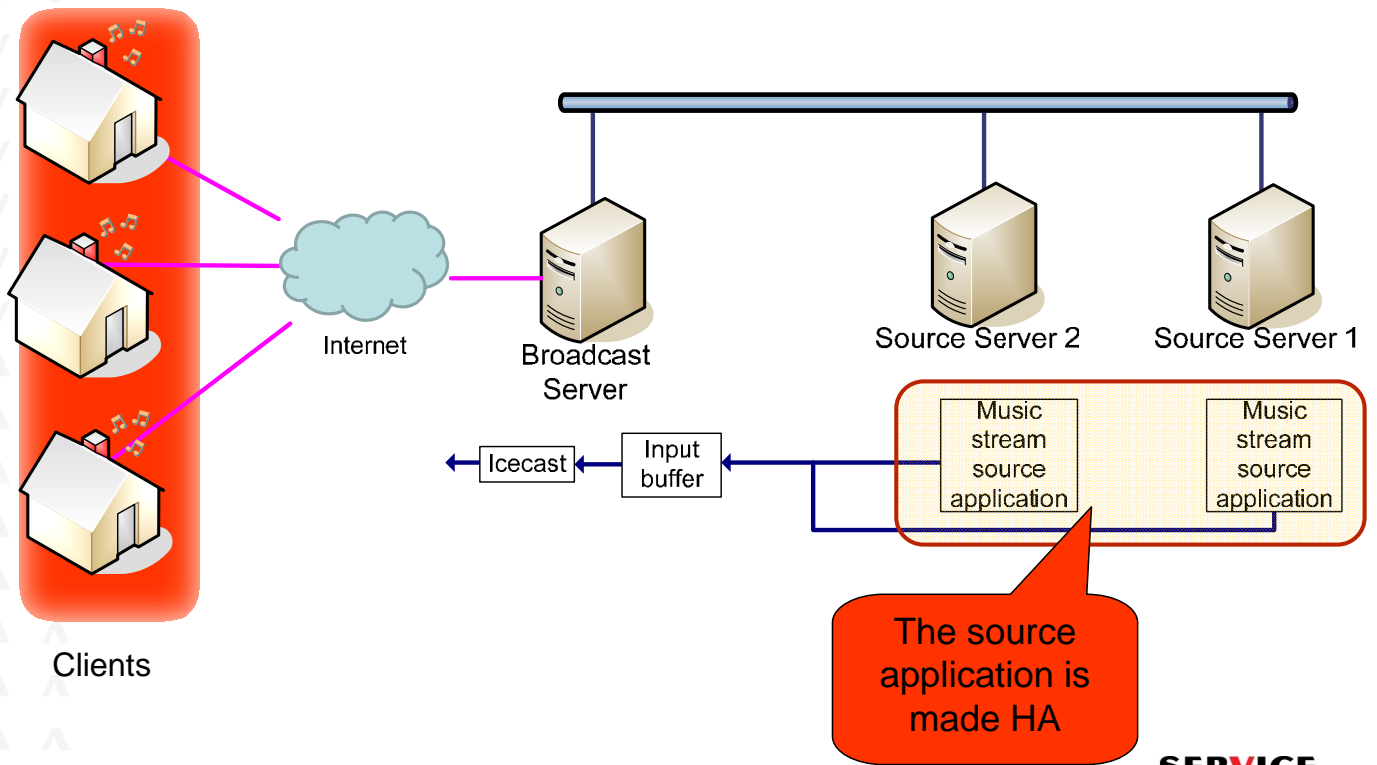 Internet
Broadcast
Server
Source Server 2
Source Server 1
Icecast
Input
buffer
Music
stream
source
application
Music
stream
source
application
The source
application is
made HA
Clients
SERVICE